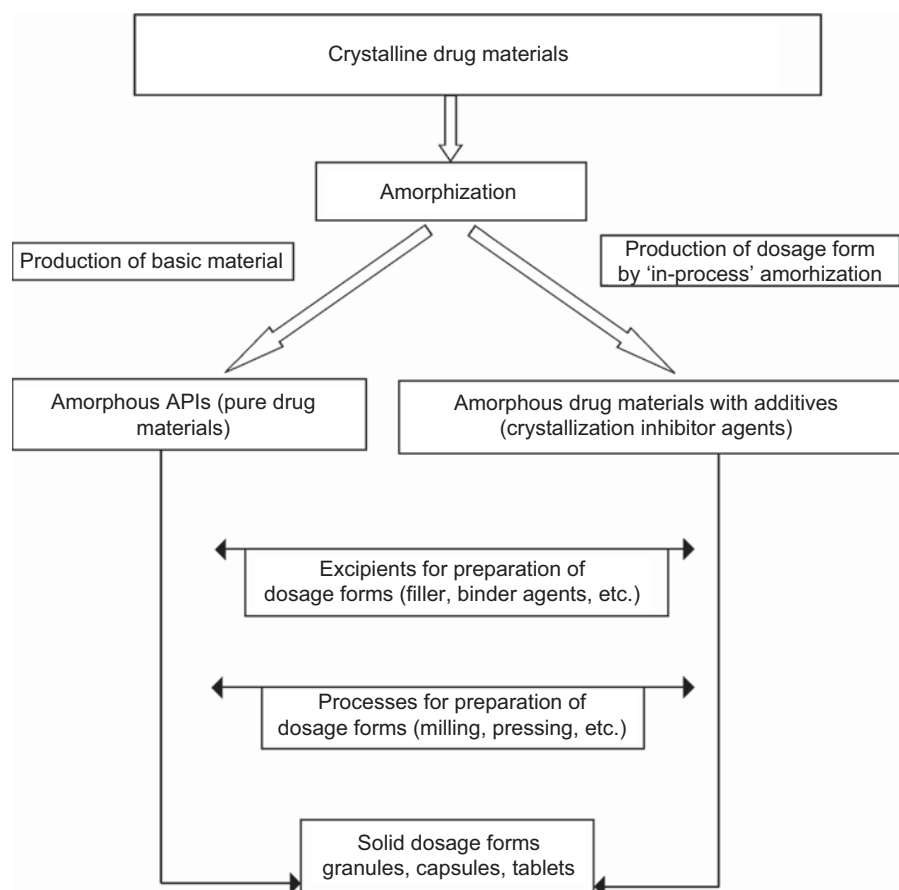 Crystalline drug materials
Amorphization
Production of basic material
Production of dosage form
by ‘in-process’ amorhization
Amorphous APIs (pure drug
materials)
Amorphous drug materials with additives
(crystallization inhibitor agents)
Excipients for preparation of
dosage forms (filler, binder agents, etc.)
Processes for preparation of
dosage forms (milling, pressing, etc.)
Solid dosage forms
granules, capsules, tablets